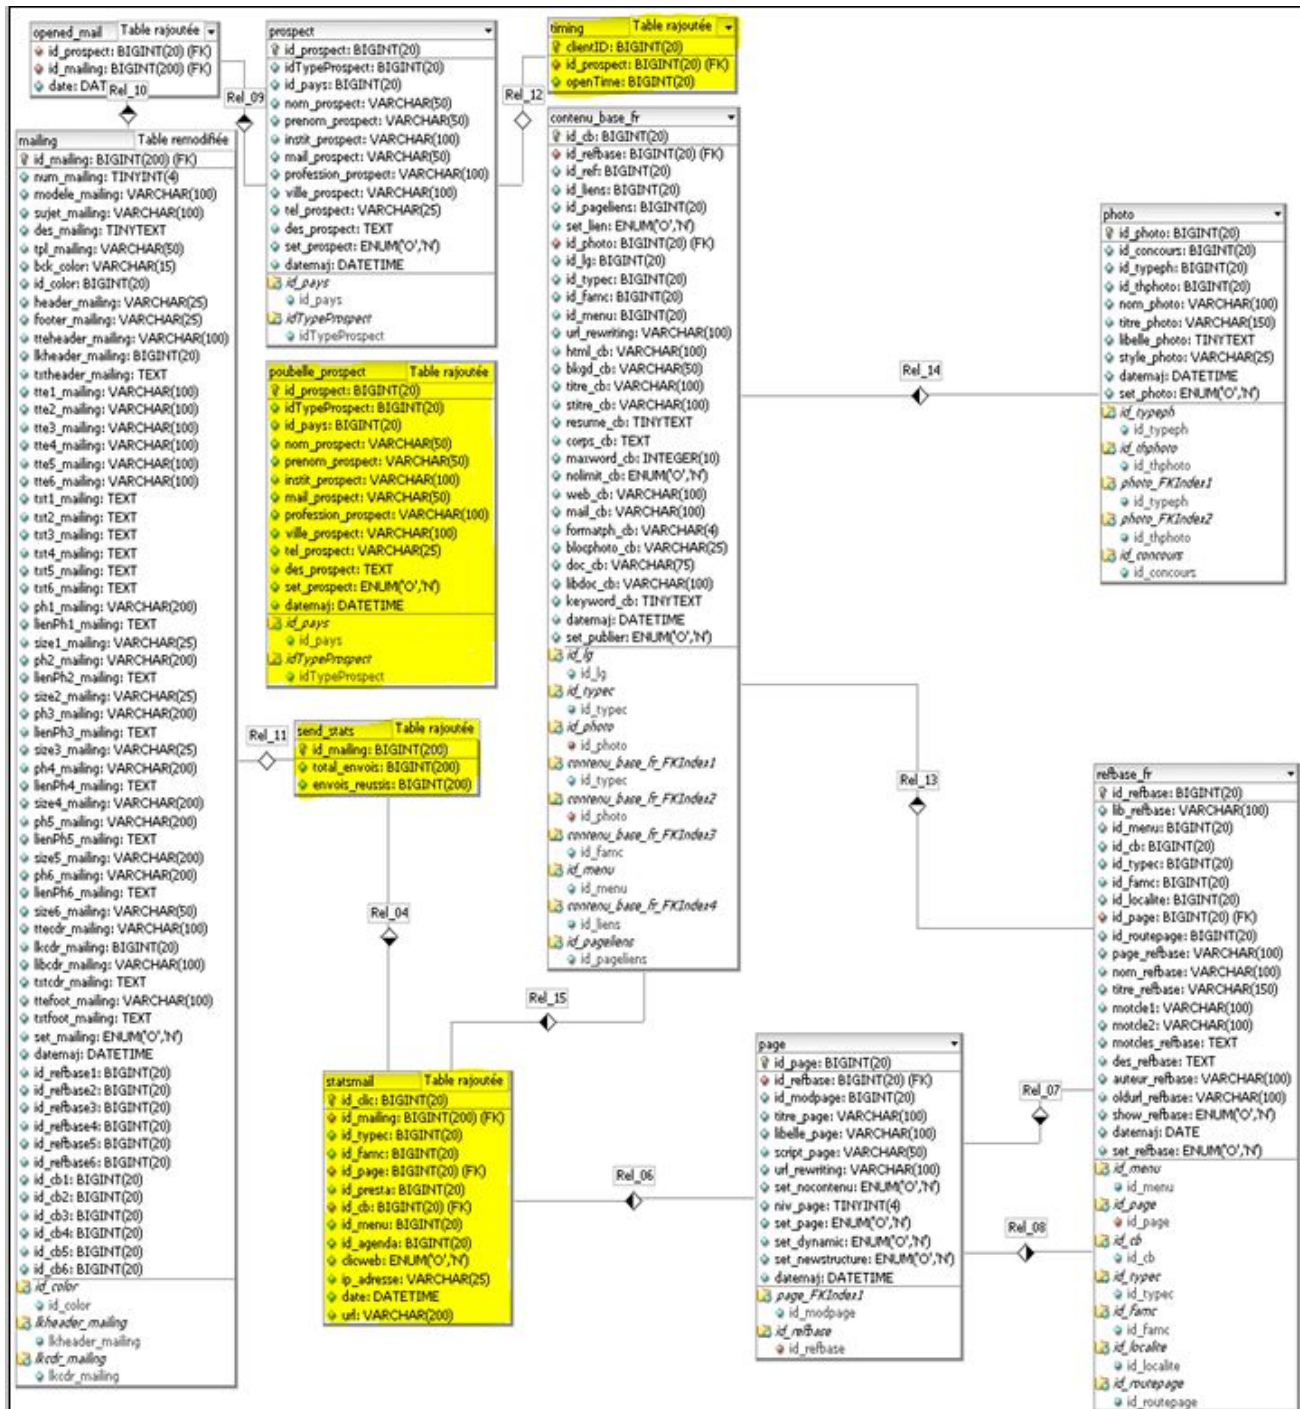 opened_mail Table rajoutée
id_prospect: BIGINT(20) (FK)
id_mailing: BIGINT(200) (FK)
date: DAT
Rel_10
Rel_09
mailing Table remodifiée
id_mailing: BIGINT(200) (FK)
num_mailing: TINYINT(4)
modele_mailing: VARCHAR(100)
sujet_mailing: VARCHAR(100)
des_mailing: TINYTEXT
tpl_mailing: VARCHAR(50)
bck_color: VARCHAR(15)
id_color: BIGINT(20)
header_mailing: VARCHAR(25)
footer_mailing: VARCHAR(25)
tteheader_mailing: VARCHAR(100)
lkheader_mailing: BIGINT(20)
txtheader_mailing: TEXT
tte1_mailing: VARCHAR(100)
tte2_mailing: VARCHAR(100)
tte3_mailing: VARCHAR(100)
tte4_mailing: VARCHAR(100)
tte5_mailing: VARCHAR(100)
tte6_mailing: VARCHAR(100)
txt1_mailing: TEXT
txt2_mailing: TEXT
txt3_mailing: TEXT
txt4_mailing: TEXT
txt5_mailing: TEXT
txt6_mailing: TEXT
ph1_mailing: VARCHAR(200)
lienPh1_mailing: TEXT
size1_mailing: VARCHAR(25)
ph2_mailing: VARCHAR(200)
lienPh2_mailing: TEXT
size2_mailing: VARCHAR(25)
ph3_mailing: VARCHAR(200)
lienPh3_mailing: TEXT
size3_mailing: VARCHAR(25)
ph4_mailing: VARCHAR(200)
lienPh4_mailing: TEXT
size4_mailing: VARCHAR(200)
ph5_mailing: VARCHAR(200)
lienPh5_mailing: TEXT
size5_mailing: VARCHAR(200)
ph6_mailing: VARCHAR(200)
lienPh6_mailing: TEXT
size6_mailing: VARCHAR(50)
ttecdr_mailing: VARCHAR(100)
lkcdr_mailing: BIGINT(20)
libcdr_mailing: VARCHAR(100)
txtcdr_mailing: TEXT
ttefoot_mailing: VARCHAR(100)
txtfoot_mailing: TEXT
set_mailing: ENUM('O','N')
datemaj: DATETIME
id_refbase1: BIGINT(20)
id_refbase2: BIGINT(20)
id_refbase3: BIGINT(20)
id_refbase4: BIGINT(20)
id_refbase5: BIGINT(20)
id_refbase6: BIGINT(20)
id_cb1: BIGINT(20)
id_cb2: BIGINT(20)
id_cb3: BIGINT(20)
id_cb4: BIGINT(20)
id_cb5: BIGINT(20)
id_cb6: BIGINT(20)
id_color
id_color
lkheader_mailing
lkheader_mailing
lkcdr_mailing
lkcdr_mailing
prospect
id_prospect: BIGINT(20)
idTypeProspect: BIGINT(20)
id_pays: BIGINT(20)
nom_prospect: VARCHAR(50)
prenom_prospect: VARCHAR(50)
instit_prospect: VARCHAR(100)
mail_prospect: VARCHAR(50)
profession_prospect: VARCHAR(100)
ville_prospect: VARCHAR(100)
tel_prospect: VARCHAR(25)
des_prospect: TEXT
set_prospect: ENUM('O','N')
datemaj: DATETIME
id_pays
id_pays
idTypeProspect
idTypeProspect
poubelle_prospect Table rajoutée
id_prospect: BIGINT(20)
idTypeProspect: BIGINT(20)
id_pays: BIGINT(20)
nom_prospect: VARCHAR(50)
prenom_prospect: VARCHAR(50)
instit_prospect: VARCHAR(100)
mail_prospect: VARCHAR(50)
profession_prospect: VARCHAR(100)
ville_prospect: VARCHAR(100)
tel_prospect: VARCHAR(25)
des_prospect: TEXT
set_prospect: ENUM('O','N')
datemaj: DATETIME
id_pays
id_pays
idTypeProspect
idTypeProspect
Rel_11
send_stats Table rajoutée
id_mailing: BIGINT(200)
total_envois: BIGINT(200)
envois_reussis: BIGINT(200)
Rel_04
Rel_15
statsmail Table rajoutée
id_clic: BIGINT(20)
id_mailing: BIGINT(200) (FK)
id_typec: BIGINT(20)
id_famc: BIGINT(20)
id_page: BIGINT(20) (FK)
id_presta: BIGINT(20)
id_cb: BIGINT(20) (FK)
id_menu: BIGINT(20)
id_agenda: BIGINT(20)
clicweb: ENUM('O','N')
ip_adresse: VARCHAR(25)
date: DATETIME
url: VARCHAR(200)
Rel_12
timing Table rajoutée
clientID: BIGINT(20)
id_prospect: BIGINT(20) (FK)
openTime: BIGINT(20)
contenu_base_fr
id_cb: BIGINT(20)
id_refbase: BIGINT(20) (FK)
id_ref: BIGINT(20)
id_liens: BIGINT(20)
id_pageliens: BIGINT(20)
set_lien: ENUM('O','N')
id_photo: BIGINT(20) (FK)
id_lg: BIGINT(20)
id_typec: BIGINT(20)
id_famc: BIGINT(20)
id_menu: BIGINT(20)
url_rewriting: VARCHAR(100)
html_cb: VARCHAR(100)
bkgd_cb: VARCHAR(50)
titre_cb: VARCHAR(100)
stitre_cb: VARCHAR(100)
resume_cb: TINYTEXT
corps_cb: TEXT
maxword_cb: INTEGER(10)
nolimit_cb: ENUM('O','N')
web_cb: VARCHAR(100)
mail_cb: VARCHAR(100)
formatph_cb: VARCHAR(4)
blocphoto_cb: VARCHAR(25)
doc_cb: VARCHAR(75)
libdoc_cb: VARCHAR(100)
keyword_cb: TINYTEXT
datemaj: DATETIME
set_publier: ENUM('O','N')
id_lg
id_lg
id_typec
id_typec
id_photo
id_photo
contenu_base_fr_FKIndex1
id_typec
contenu_base_fr_FKIndex2
id_photo
contenu_base_fr_FKIndex3
id_famc
id_menu
id_menu
contenu_base_fr_FKIndex4
id_liens
id_pageliens
id_pageliens
Rel_14
photo
id_photo: BIGINT(20)
id_concours: BIGINT(20)
id_typeph: BIGINT(20)
id_thphoto: BIGINT(20)
nom_photo: VARCHAR(100)
titre_photo: VARCHAR(150)
libelle_photo: TINYTEXT
style_photo: VARCHAR(25)
datemaj: DATETIME
set_photo: ENUM('O','N')
id_typeph
id_typeph
id_thphoto
id_thphoto
photo_FKIndex1
id_typeph
photo_FKIndex2
id_thphoto
id_concours
id_concours
Rel_13
refbase_fr
id_refbase: BIGINT(20)
lib_refbase: VARCHAR(100)
id_menu: BIGINT(20)
id_cb: BIGINT(20)
id_typec: BIGINT(20)
id_famc: BIGINT(20)
id_localite: BIGINT(20)
id_page: BIGINT(20) (FK)
id_routepage: BIGINT(20)
page_refbase: VARCHAR(100)
nom_refbase: VARCHAR(100)
titre_refbase: VARCHAR(150)
motcle1: VARCHAR(100)
motcle2: VARCHAR(100)
motcles_refbase: TEXT
des_refbase: TEXT
auteur_refbase: VARCHAR(100)
oldurl_refbase: VARCHAR(100)
show_refbase: ENUM('O','N')
datemaj: DATE
set_refbase: ENUM('O','N')
id_menu
id_menu
id_page
id_page
id_cb
id_cb
id_typec
id_typec
id_famc
id_famc
id_localite
id_localite
id_routepage
id_routepage
page
id_page: BIGINT(20)
id_refbase: BIGINT(20) (FK)
id_modpage: BIGINT(20)
titre_page: VARCHAR(100)
libelle_page: VARCHAR(100)
script_page: VARCHAR(50)
url_rewriting: VARCHAR(100)
set_nocontenu: ENUM('O','N')
niv_page: TINYINT(4)
set_page: ENUM('O','N')
set_dynamic: ENUM('O','N')
set_newstructure: ENUM('O','N')
datemaj: DATETIME
page_FKIndex1
id_modpage
id_refbase
id_refbase
Rel_06
Rel_07
Rel_08